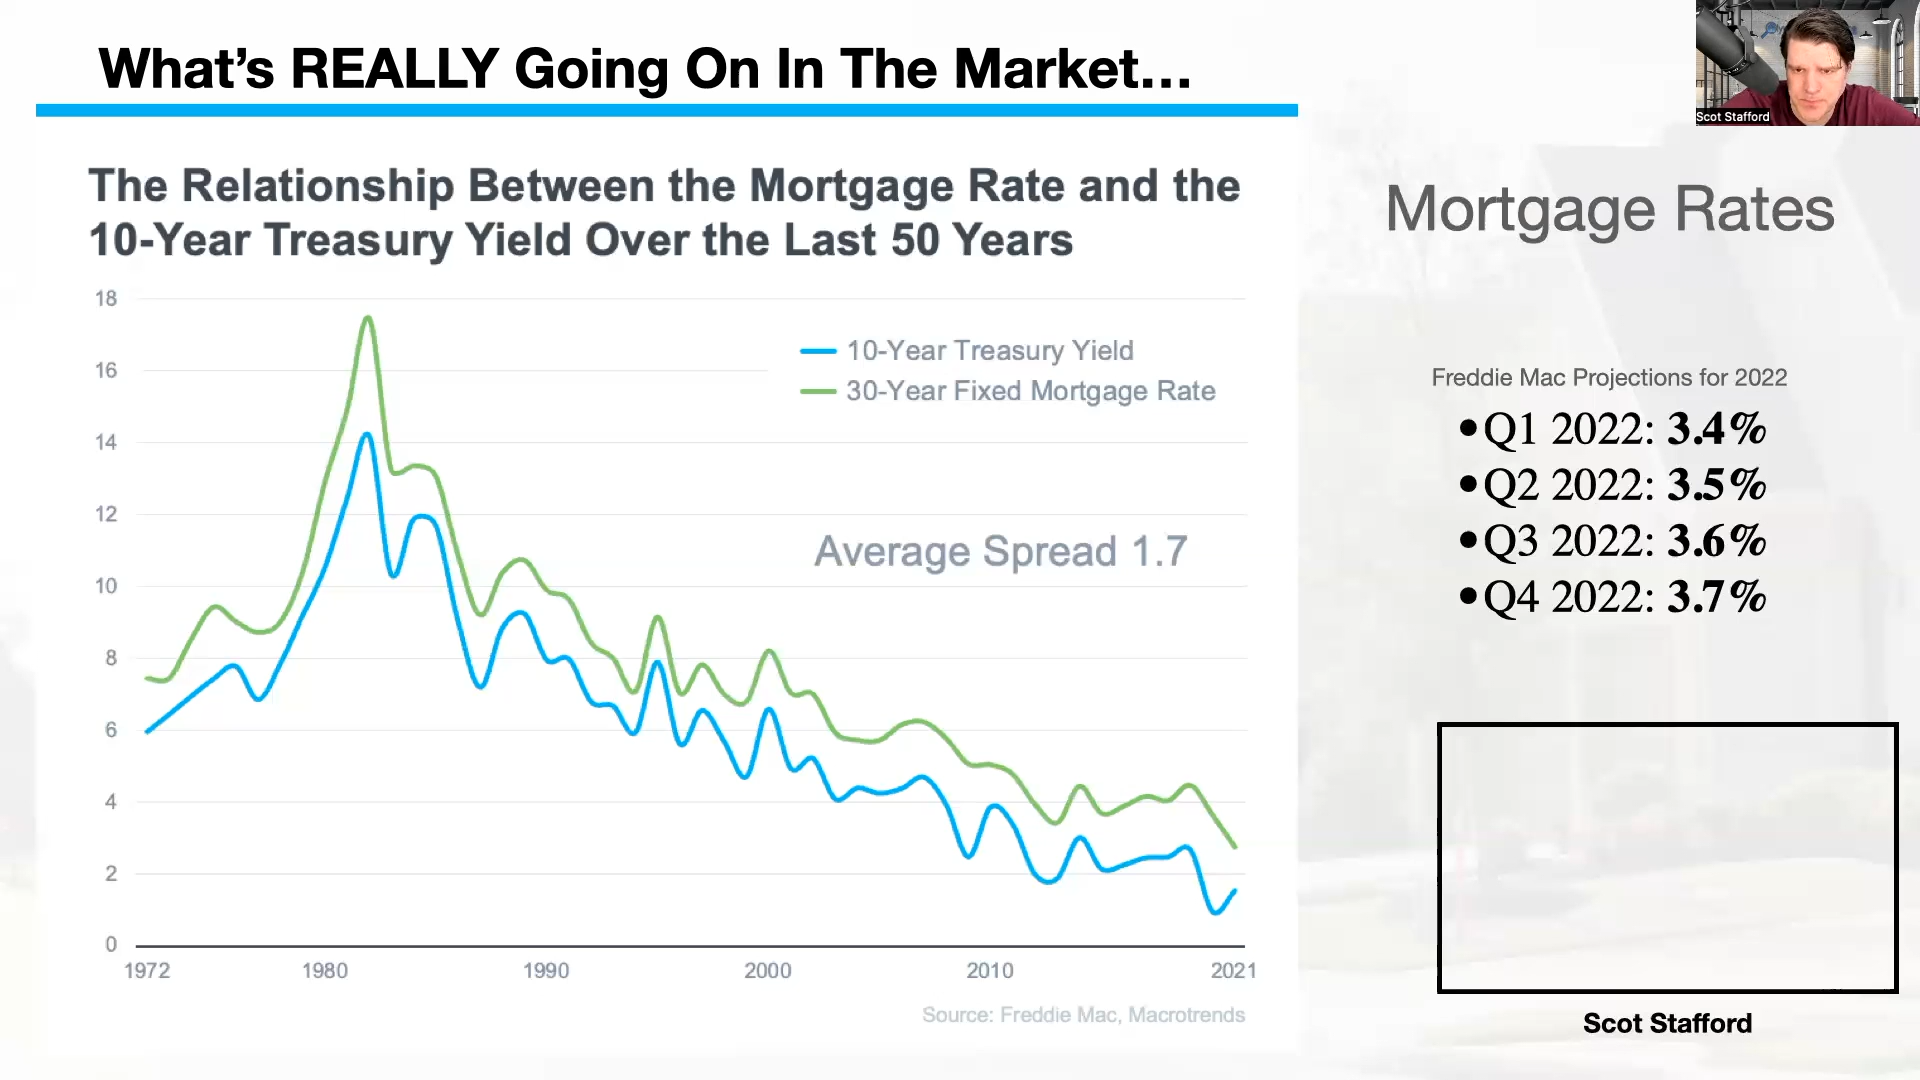 What's REALLY Going On In The Market...
Scot Stafford
The Relationship Between the Mortgage Rate and the
10-Year Treasury Yield Over the Last 50 Years
Mortgage Rates
18
16
14
12
10
8
6
4
2
0
10-Year Treasury Yield
30-Year Fixed Mortgage Rate
Average Spread 1.7
1972 1980 1990 2000 2010 2021
Source: Freddie Mac, Macrotrends
Freddie Mac Projections for 2022
•Q1 2022: 3.4%
•Q2 2022: 3.5%
•Q3 2022: 3.6%
•Q4 2022: 3.7%
Scot Stafford